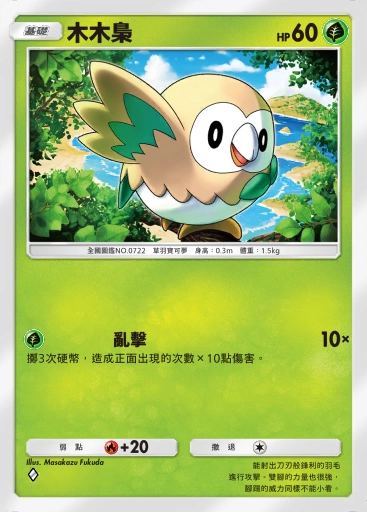 基礎 木木梟 HP 60
全國圖鑑NO.0722 草羽寶可夢 身高：0.3m 體重：1.5kg
亂擊 10×
擲3次硬幣，造成正面出現的次數×10點傷害。
弱點 +20 撤退
Illus. Masakazu Fukuda
能射出刀刃般鋒利的羽毛
進行攻擊。雙腳的力量也很強，
腳踢的威力同樣不能小看。